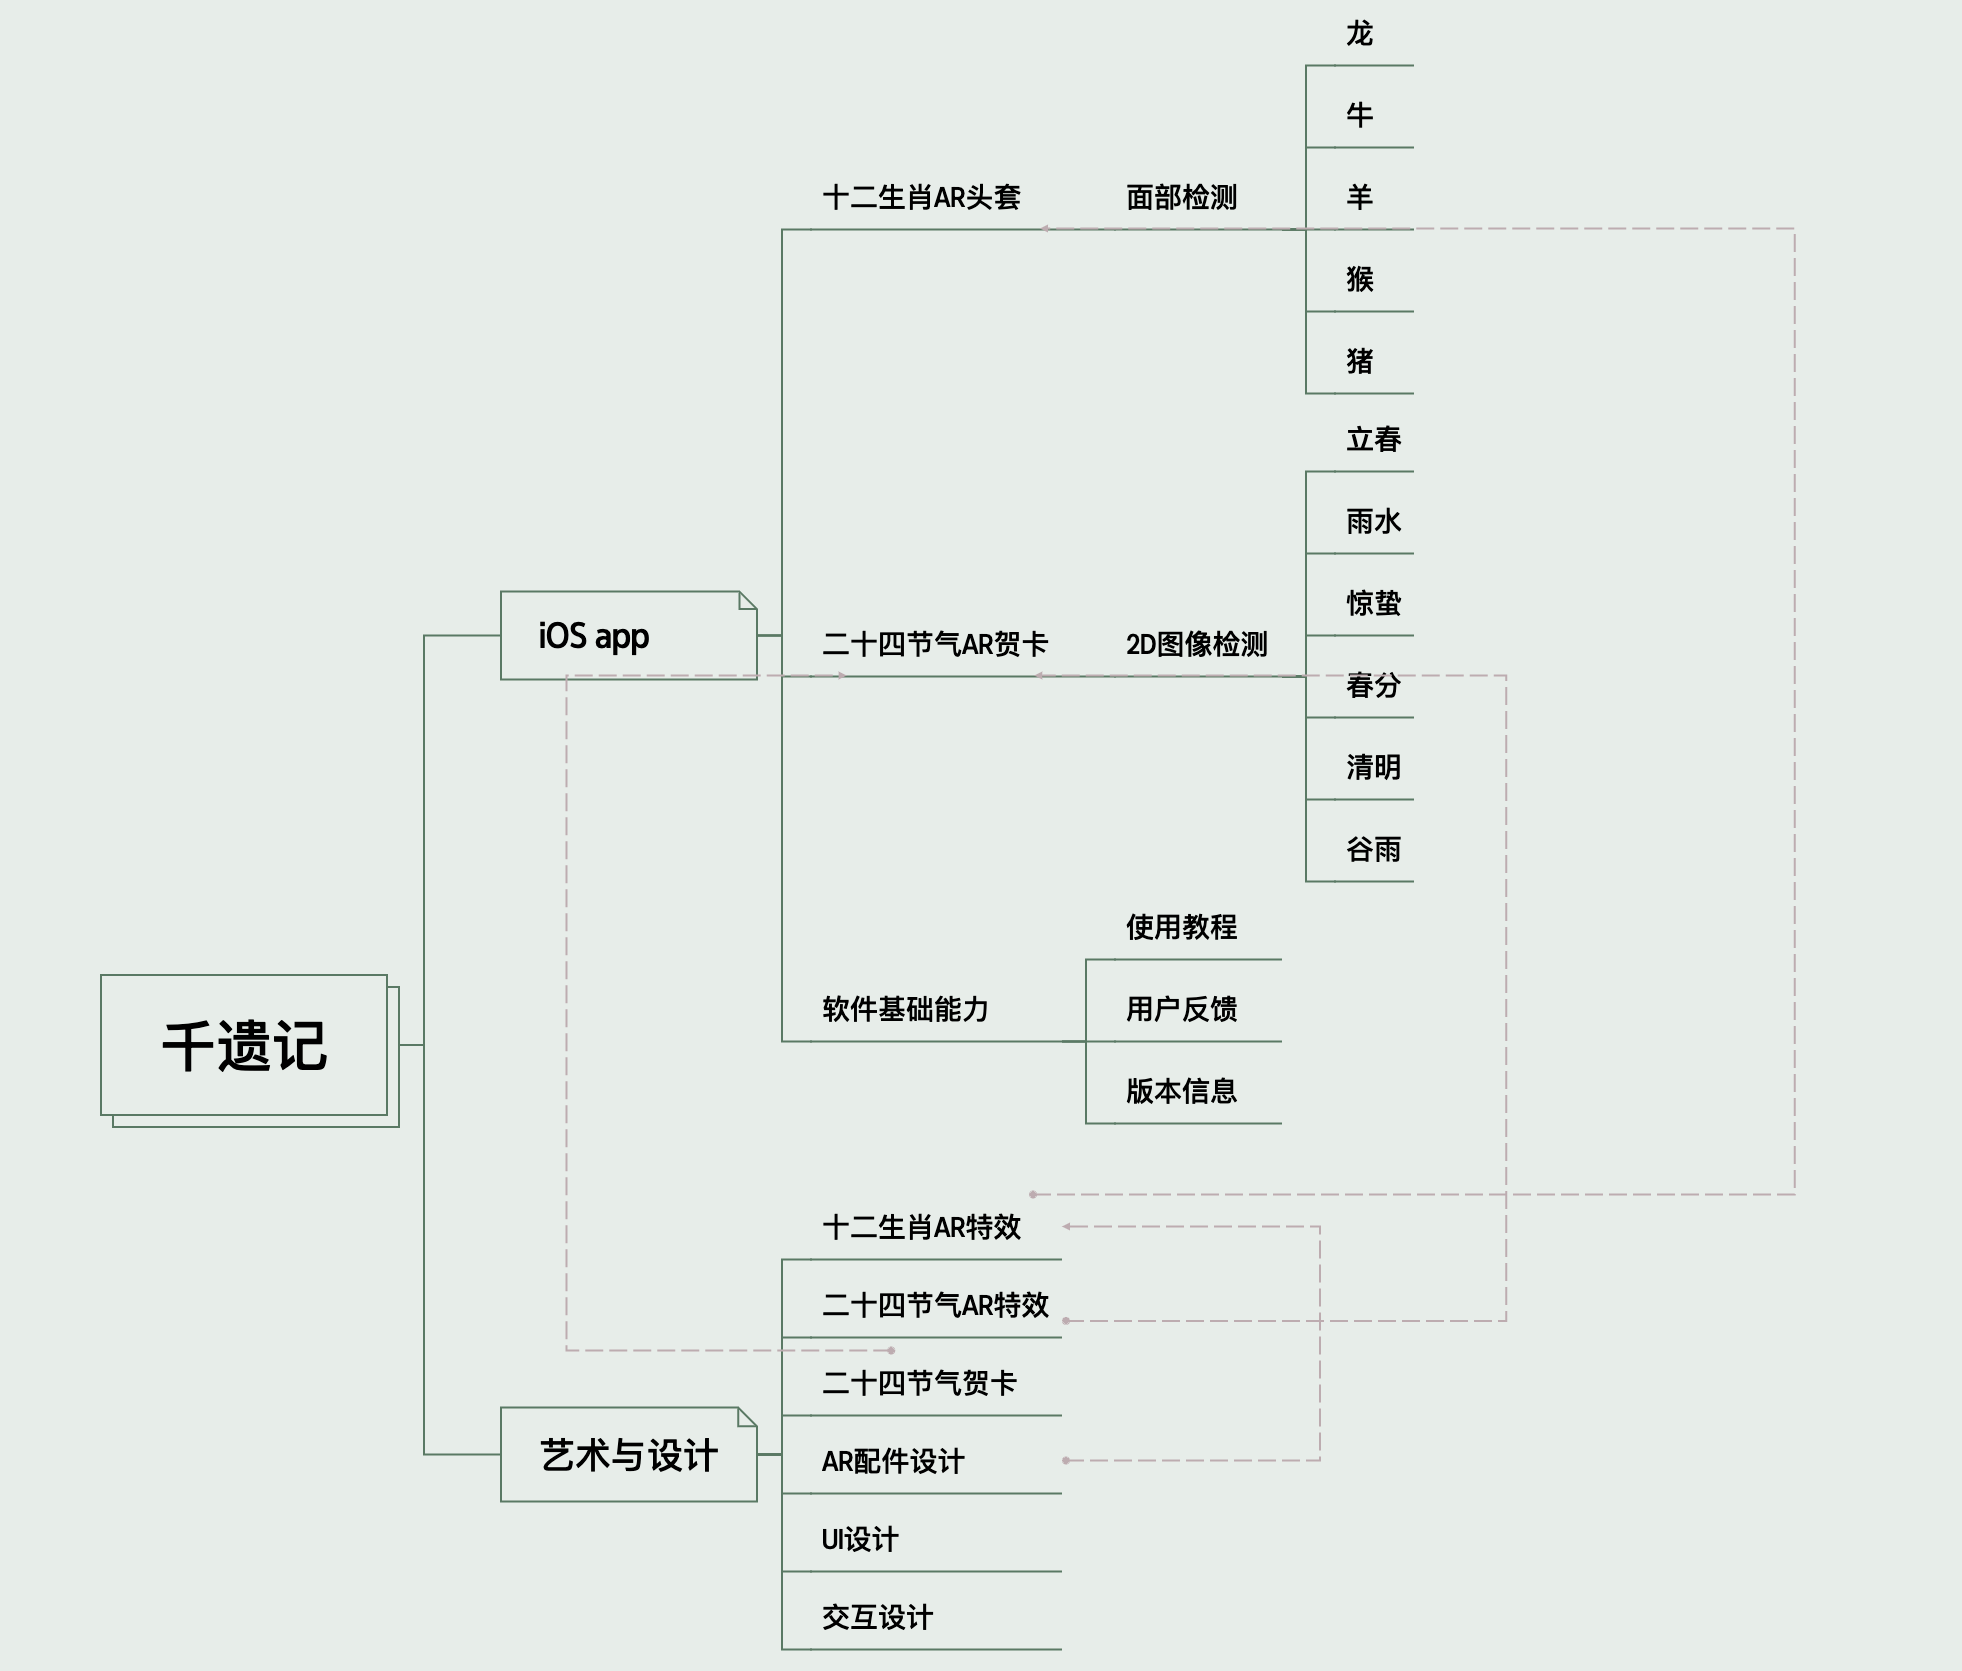 千遗记
iOS app
十二生肖AR头套
面部检测
龙
牛
羊
猴
猪
二十四节气AR贺卡
2D图像检测
立春
雨水
惊蛰
春分
清明
谷雨
软件基础能力
使用教程
用户反馈
版本信息
艺术与设计
十二生肖AR特效
二十四节气AR特效
二十四节气贺卡
AR配件设计
UI设计
交互设计